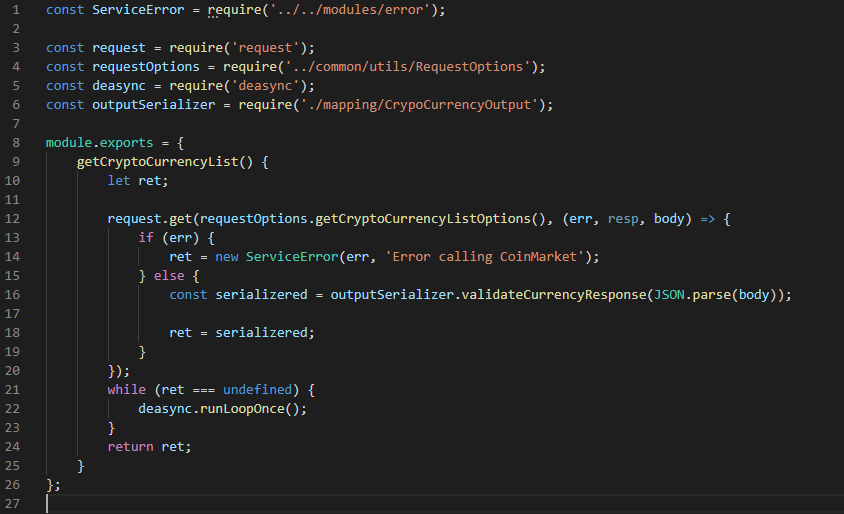 1 const ServiceError = require('../../modules/error');
2
3 const request = require('request');
4 const requestOptions = require('../common/utils/RequestOptions');
5 const deasync = require('deasync');
6 const outputSerializer = require('./mapping/CrypoCurrencyOutput');
7
8 module.exports = {
9     getCryptoCurrencyList() {
10         let ret;
11
12         request.get(requestOptions.getCryptoCurrencyListOptions(), (err, resp, body) => {
13             if (err) {
14                 ret = new ServiceError(err, 'Error calling CoinMarket');
15             } else {
16                 const serializered = outputSerializer.validateCurrencyResponse(JSON.parse(body));
17
18                 ret = serializered;
19             }
20         });
21         while (ret === undefined) {
22             deasync.runLoopOnce();
23         }
24         return ret;
25     }
26 };
27